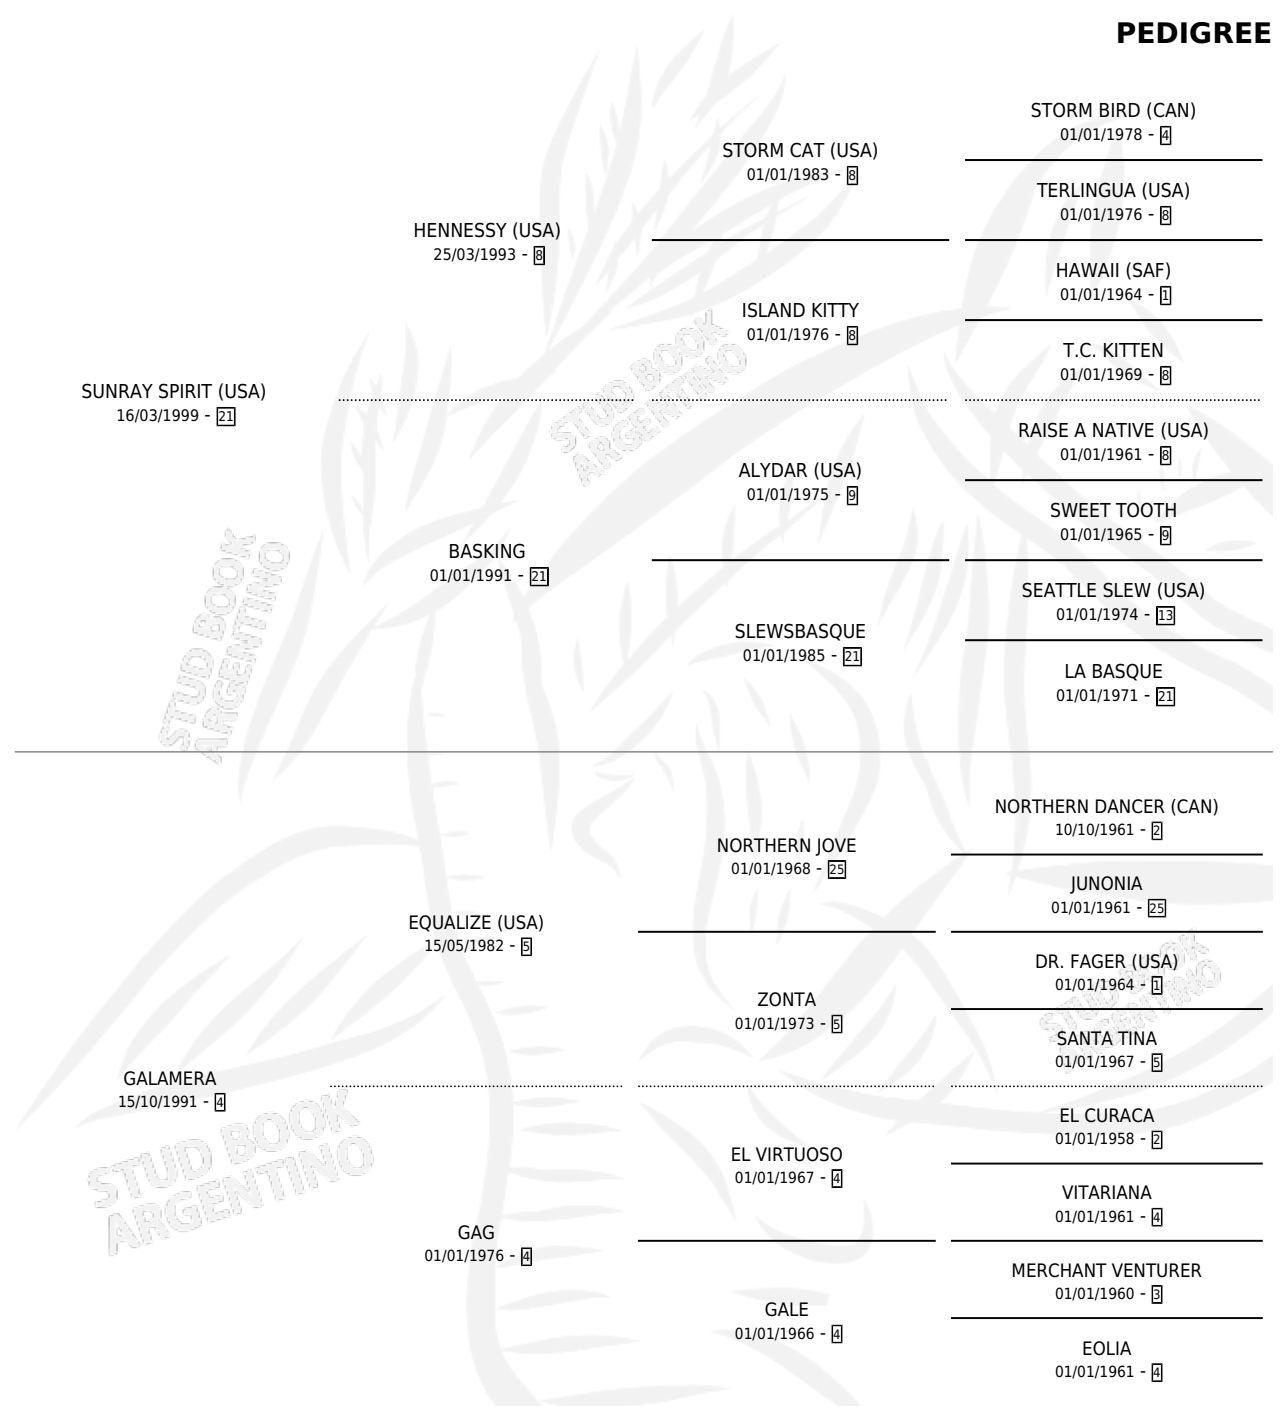 PEDIGREE
STORM BIRD (CAN)
01/01/1978 - 4
STORM CAT (USA)
01/01/1983 - 8
TERLINGUA (USA)
01/01/1976 - 8
HENNESSY (USA)
25/03/1993 - 8
HAWAII (SAF)
01/01/1964 - 1
ISLAND KITTY
01/01/1976 - 8
T.C. KITTEN
01/01/1969 - 8
SUNRAY SPIRIT (USA)
16/03/1999 - 21
RAISE A NATIVE (USA)
01/01/1961 - 8
ALYDAR (USA)
01/01/1975 - 9
SWEET TOOTH
01/01/1965 - 9
BASKING
01/01/1991 - 21
SEATTLE SLEW (USA)
01/01/1974 - 13
SLEWSBASQUE
01/01/1985 - 21
LA BASQUE
01/01/1971 - 21
NORTHERN DANCER (CAN)
10/10/1961 - 2
NORTHERN JOVE
01/01/1968 - 25
JUNONIA
01/01/1961 - 25
EQUALIZE (USA)
15/05/1982 - 5
DR. FAGER (USA)
01/01/1964 - 1
ZONTA
01/01/1973 - 5
SANTA TINA
01/01/1967 - 5
GALAMERA
15/10/1991 - 4
EL CURACA
01/01/1958 - 2
EL VIRTUOSO
01/01/1967 - 4
VITARIANA
01/01/1961 - 4
GAG
01/01/1976 - 4
MERCHANT VENTURER
01/01/1960 - 3
GALE
01/01/1966 - 4
EOLIA
01/01/1961 - 4
STUD BOOK
ARGENTINO
STUD BOOK
ARGENTINO
STUD BOOK
ARGENTINO
STUD BOOK
ARGENTINO